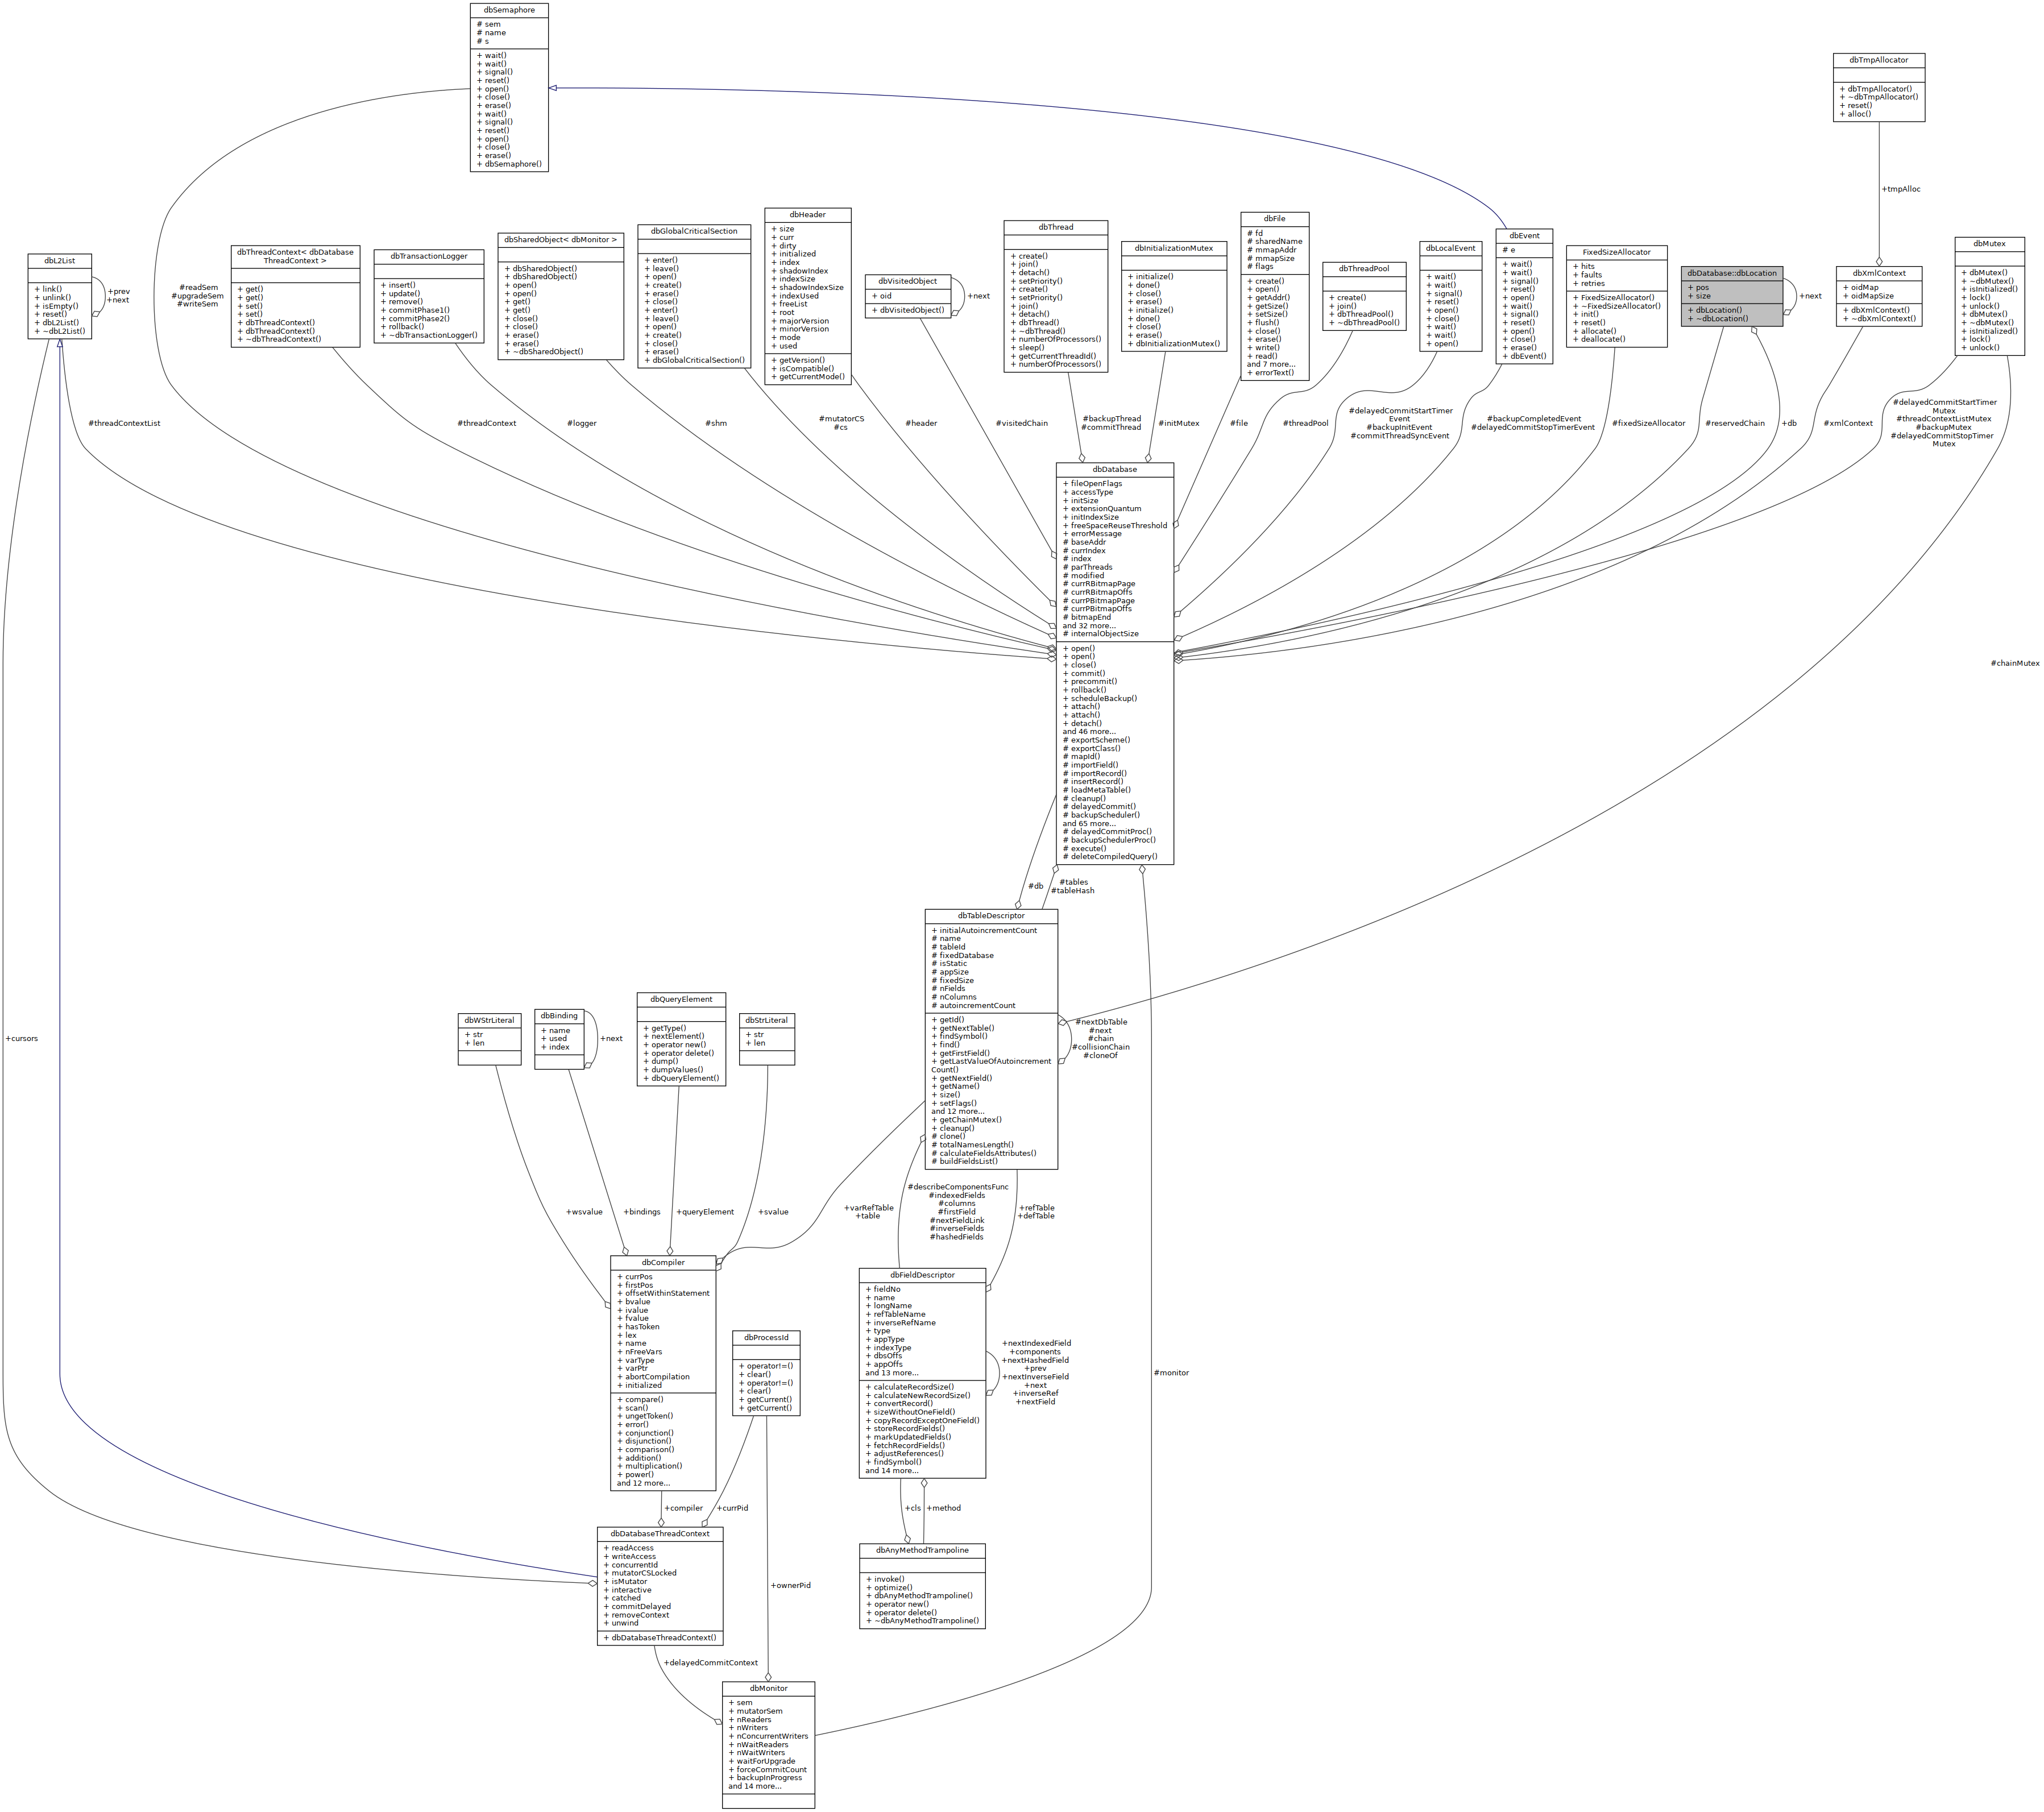 dbSemaphore
# sem
# name
# s
+ wait()
+ wait()
+ signal()
+ reset()
+ open()
+ close()
+ erase()
+ wait()
+ signal()
+ reset()
+ open()
+ close()
+ erase()
+ dbSemaphore()
dbTmpAllocator
+ dbTmpAllocator()
+ ~dbTmpAllocator()
+ reset()
+ alloc()
+tmpAlloc
dbL2List
+ link()
+ unlink()
+ isEmpty()
+ reset()
+ dbL2List()
+ ~dbL2List()
+prev
+next
#readSem
#upgradeSem
#writeSem
dbThreadContext< dbDatabase
ThreadContext >
+ get()
+ get()
+ set()
+ set()
+ dbThreadContext()
+ dbThreadContext()
+ ~dbThreadContext()
dbTransactionLogger
+ insert()
+ update()
+ remove()
+ commitPhase1()
+ commitPhase2()
+ rollback()
+ ~dbTransactionLogger()
dbSharedObject< dbMonitor >
+ dbSharedObject()
+ dbSharedObject()
+ open()
+ open()
+ get()
+ get()
+ close()
+ close()
+ erase()
+ erase()
+ ~dbSharedObject()
dbGlobalCriticalSection
+ enter()
+ leave()
+ open()
+ create()
+ erase()
+ close()
+ enter()
+ leave()
+ open()
+ create()
+ close()
+ erase()
+ dbGlobalCriticalSection()
dbHeader
+ size
+ curr
+ dirty
+ initialized
+ index
+ shadowIndex
+ indexSize
+ shadowIndexSize
+ indexUsed
+ freeList
+ root
+ majorVersion
+ minorVersion
+ mode
+ used
+ getVersion()
+ isCompatible()
+ getCurrentMode()
dbVisitedObject
+ oid
+ dbVisitedObject()
+next
dbThread
+ create()
+ join()
+ detach()
+ setPriority()
+ create()
+ setPriority()
+ join()
+ detach()
+ dbThread()
+ ~dbThread()
+ numberOfProcessors()
+ sleep()
+ getCurrentThreadId()
+ numberOfProcessors()
dbInitializationMutex
+ initialize()
+ done()
+ close()
+ erase()
+ initialize()
+ done()
+ close()
+ erase()
+ dbInitializationMutex()
dbFile
# fd
# sharedName
# mmapAddr
# mmapSize
# flags
+ create()
+ open()
+ getAddr()
+ getSize()
+ setSize()
+ flush()
+ close()
+ erase()
+ write()
+ read()
and 7 more...
+ errorText()
dbThreadPool
+ create()
+ join()
+ dbThreadPool()
+ ~dbThreadPool()
dbLocalEvent
+ wait()
+ wait()
+ signal()
+ reset()
+ open()
+ close()
+ wait()
+ wait()
+ open()
dbEvent
# e
+ wait()
+ wait()
+ signal()
+ reset()
+ open()
+ wait()
+ signal()
+ reset()
+ open()
+ close()
+ erase()
+ dbEvent()
FixedSizeAllocator
+ hits
+ faults
+ retries
+ FixedSizeAllocator()
+ ~FixedSizeAllocator()
+ init()
+ reset()
+ allocate()
+ deallocate()
dbDatabase::dbLocation
+ pos
+ size
+ dbLocation()
+ ~dbLocation()
+next
dbXmlContext
+ oidMap
+ oidMapSize
+ dbXmlContext()
+ ~dbXmlContext()
dbMutex
+ dbMutex()
+ ~dbMutex()
+ isInitialized()
+ lock()
+ unlock()
+ dbMutex()
+ ~dbMutex()
+ isInitialized()
+ lock()
+ unlock()
#threadContextList
#threadContext
#logger
#shm
#mutatorCS
#cs
#header
#visitedChain
#backupThread
#commitThread
#initMutex
#file
#threadPool
#delayedCommitStartTimer
Event
#backupInitEvent
#commitThreadSyncEvent
#backupCompletedEvent
#delayedCommitStopTimerEvent
#fixedSizeAllocator
#reservedChain
+db
+xmlContext
#delayedCommitStartTimer
Mutex
#threadContextListMutex
#backupMutex
#delayedCommitStopTimer
Mutex
dbDatabase
+ fileOpenFlags
+ accessType
+ initSize
+ extensionQuantum
+ initIndexSize
+ freeSpaceReuseThreshold
+ errorMessage
# baseAddr
# currIndex
# index
# parThreads
# modified
# currRBitmapPage
# currRBitmapOffs
# currPBitmapPage
# currPBitmapOffs
# bitmapEnd
and 32 more...
# internalObjectSize
+ open()
+ open()
+ close()
+ commit()
+ precommit()
+ rollback()
+ scheduleBackup()
+ attach()
+ attach()
+ detach()
and 46 more...
# exportScheme()
# exportClass()
# mapId()
# importField()
# importRecord()
# insertRecord()
# loadMetaTable()
# cleanup()
# delayedCommit()
# backupScheduler()
and 65 more...
# delayedCommitProc()
# backupSchedulerProc()
# execute()
# deleteCompiledQuery()
#chainMutex
#db
#tables
#tableHash
dbTableDescriptor
+ initialAutoincrementCount
# name
# tableId
# fixedDatabase
# isStatic
# appSize
# fixedSize
# nFields
# nColumns
# autoincrementCount
+ getId()
+ getNextTable()
+ findSymbol()
+ find()
+ getFirstField()
+ getLastValueOfAutoincrement
Count()
+ getNextField()
+ getName()
+ size()
+ setFlags()
and 12 more...
+ getChainMutex()
+ cleanup()
# clone()
# totalNamesLength()
# calculateFieldsAttributes()
# buildFieldsList()
#nextDbTable
#next
#chain
#collisionChain
#cloneOf
+cursors
dbWStrLiteral
+ str
+ len
dbBinding
+ name
+ used
+ index
+next
dbQueryElement
+ getType()
+ nextElement()
+ operator new()
+ operator delete()
+ dump()
+ dumpValues()
+ dbQueryElement()
dbStrLiteral
+ str
+ len
+wsvalue
+bindings
+queryElement
+svalue
+varRefTable
+table
#describeComponentsFunc
#indexedFields
#columns
#firstField
#nextFieldLink
#inverseFields
#hashedFields
+refTable
+defTable
dbCompiler
+ currPos
+ firstPos
+ offsetWithinStatement
+ bvalue
+ ivalue
+ fvalue
+ hasToken
+ lex
+ name
+ nFreeVars
+ varType
+ varPtr
+ abortCompilation
+ initialized
+ compare()
+ scan()
+ ungetToken()
+ error()
+ conjunction()
+ disjunction()
+ comparison()
+ addition()
+ multiplication()
+ power()
and 12 more...
dbProcessId
+ operator!=()
+ clear()
+ operator!=()
+ clear()
+ getCurrent()
+ getCurrent()
dbFieldDescriptor
+ fieldNo
+ name
+ longName
+ refTableName
+ inverseRefName
+ type
+ appType
+ indexType
+ dbsOffs
+ appOffs
and 13 more...
+ calculateRecordSize()
+ calculateNewRecordSize()
+ convertRecord()
+ sizeWithoutOneField()
+ copyRecordExceptOneField()
+ storeRecordFields()
+ markUpdatedFields()
+ fetchRecordFields()
+ adjustReferences()
+ findSymbol()
and 14 more...
+nextIndexedField
+components
+nextHashedField
+prev
+nextInverseField
+next
+inverseRef
+nextField
#monitor
+compiler
+currPid
+cls
+method
dbDatabaseThreadContext
+ readAccess
+ writeAccess
+ concurrentId
+ mutatorCSLocked
+ isMutator
+ interactive
+ catched
+ commitDelayed
+ removeContext
+ unwind
+ dbDatabaseThreadContext()
dbAnyMethodTrampoline
+ invoke()
+ optimize()
+ dbAnyMethodTrampoline()
+ operator new()
+ operator delete()
+ ~dbAnyMethodTrampoline()
+ownerPid
+delayedCommitContext
dbMonitor
+ sem
+ mutatorSem
+ nReaders
+ nWriters
+ nConcurrentWriters
+ nWaitReaders
+ nWaitWriters
+ waitForUpgrade
+ forceCommitCount
+ backupInProgress
and 14 more...